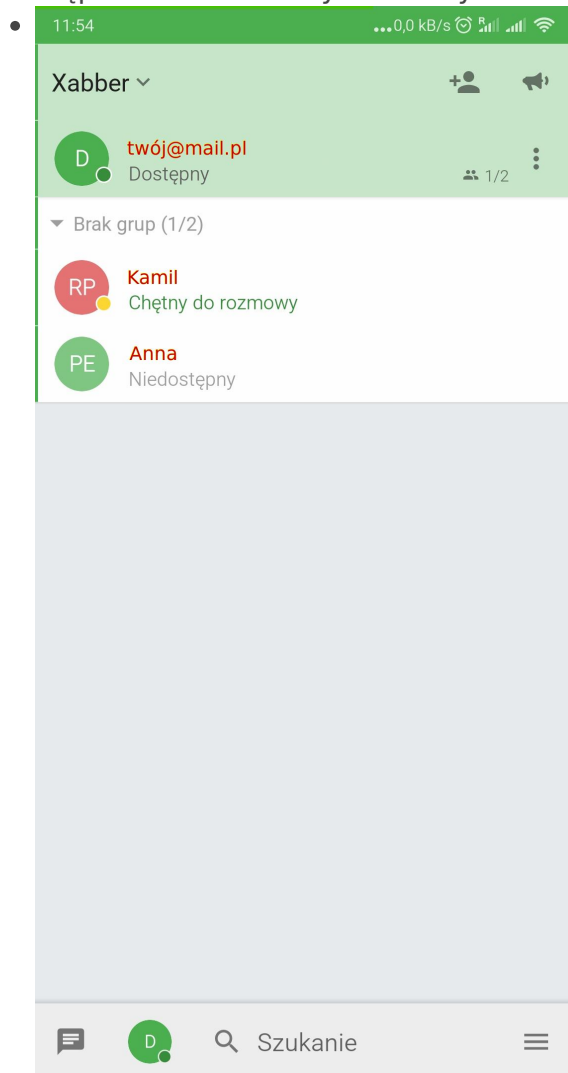 11:54
...0,0 kB/s R
Xabber
D
twój@mail.pl
Dostępny
1/2
Brak grup (1/2)
RP
Kamil
Chętny do rozmowy
PE
Anna
Niedostępny
D
Szukanie